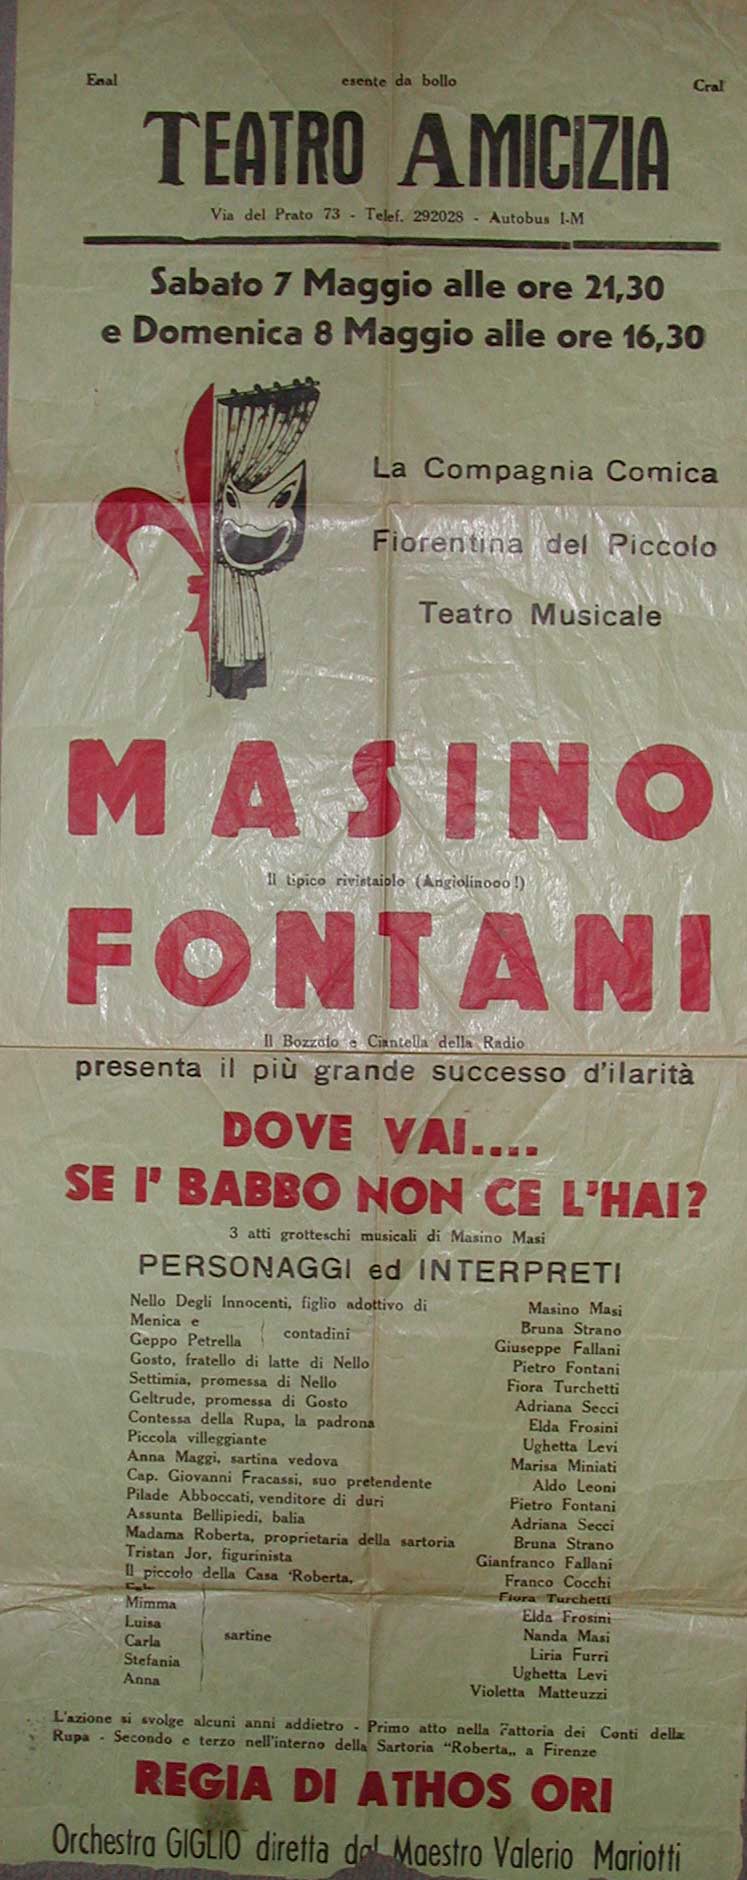 Enal esente da bollo Cral
TEATRO AMICIZIA
Via del Prato 73 - Telef. 292028 - Autobus 1-M
Sabato 7 Maggio alle ore 21,30
e Domenica 8 Maggio alle ore 16,30
La Compagnia Comica
Fiorentina del Piccolo
Teatro Musicale
MASINO
Il tipico rivistaiolo (Angiolinooo!)
FONTANI
Il Bozzolo e Ciantella della Radio
presenta il più grande successo d'ilarità
DOVE VAI....
SE I' BABBO NON CE L'HAI?
3 atti grotteschi musicali di Masino Masi
PERSONAGGI ed INTERPRETI
Nello Degli Innocenti, figlio adottivo di Masino Masi
Menica e Bruna Strano
Geppo Petrella contadini Giuseppe Fallani
Gosto, fratello di latte di Nello Pietro Fontani
Settimia, promessa di Nello Fiora Turchetti
Geltrude, promessa di Gosto Adriana Secci
Contessa della Rupa, la padrona Elda Frosini
Piccola villeggiante Ughetta Levi
Anna Maggi, sartina vedova Marisa Miniati
Cap. Giovanni Fracassi, suo pretendente Aldo Leoni
Pilade Abboccati, venditore di duri Pietro Fontani
Assunta Bellipiedi, balia Adriana Secci
Madama Roberta, proprietaria della sartoria Bruna Strano
Tristan Jor, figurinista Gianfranco Fallani
Il piccolo della Casa 'Roberta, Franco Cocchi
Fiora Turchetti
Mimma Elda Frosini
Luisa Nanda Masi
Carla sartine Liria Furri
Stefania Ughetta Levi
Anna Violetta Matteuzzi
L'azione si svolge alcuni anni addietro - Primo atto nella Fattoria dei Conti della
Rupa - Secondo e terzo nell'interno della Sartoria "Roberta„ a Firenze
REGIA DI ATHOS ORI
Orchestra GIGLIO diretta dal Maestro Valerio Mariotti